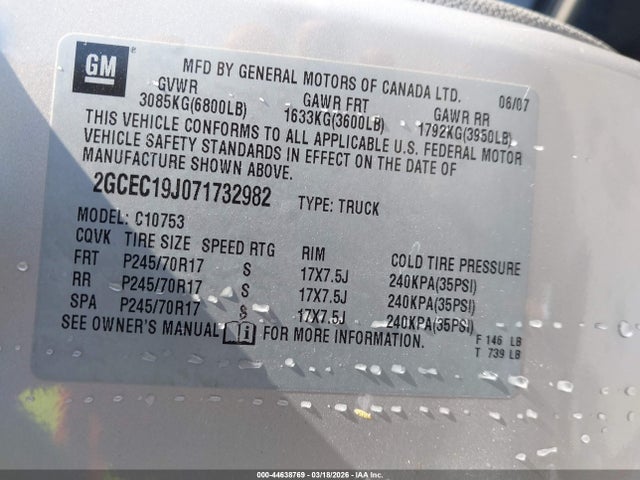 GM
MFD BY GENERAL MOTORS OF CANADA LTD. 06/07
GVWR GAWR FRT GAWR RR
3085KG(6800LB) 1633KG(3600LB) 1792KG(3950LB)
THIS VEHICLE CONFORMS TO ALL APPLICABLE U.S. FEDERAL MOTOR
VEHICLE SAFETY STANDARDS IN EFFECT ON THE DATE OF
MANUFACTURE SHOWN ABOVE.
2GCEC19J071732982 TYPE: TRUCK
MODEL: C10753
CQVK TIRE SIZE SPEED RTG RIM COLD TIRE PRESSURE
FRT P245/70R17 S 17X7.5J 240KPA(35PSI)
RR P245/70R17 S 17X7.5J 240KPA(35PSI)
SPA P245/70R17 S 17X7.5J 240KPA(35PSI)
SEE OWNER'S MANUAL i FOR MORE INFORMATION.
F 146 LB
T 739 LB
000-44638769 - 03/18/2026 - IAA Inc.